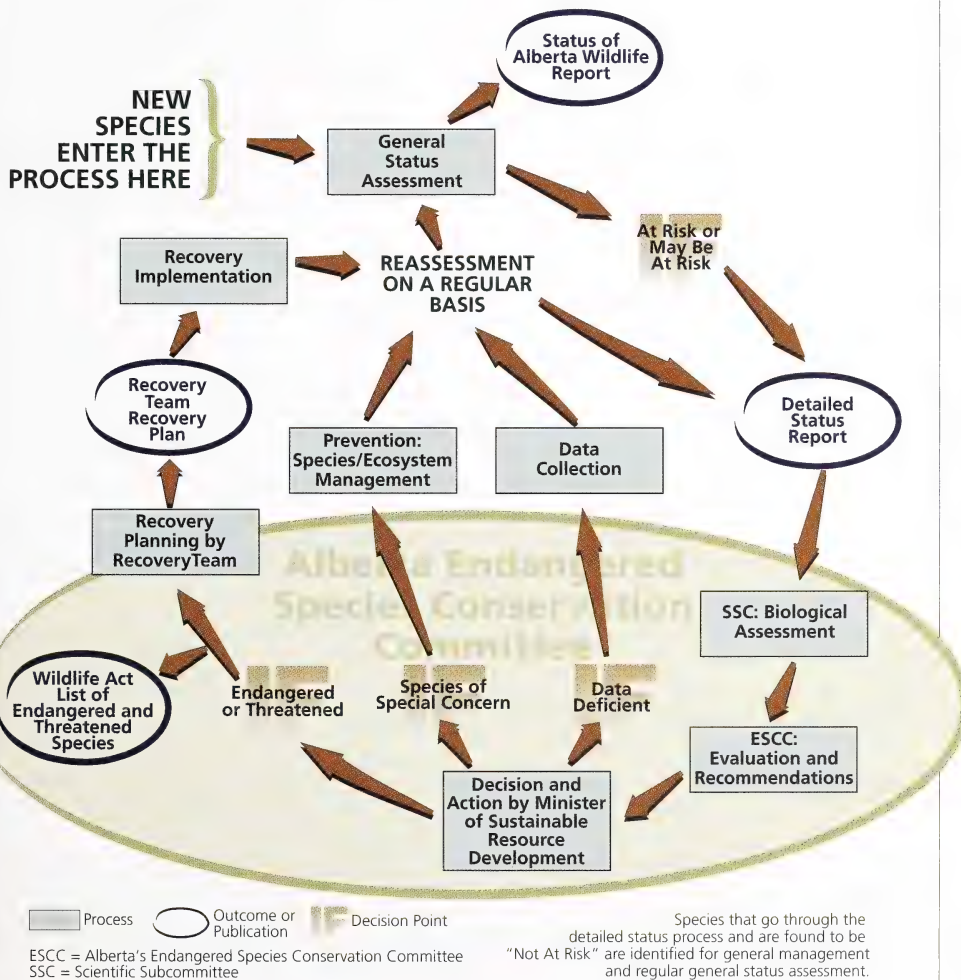 Status of
Alberta Wildlife
Report
NEW
SPECIES
ENTER THE
PROCESS HERE
General
Status
Assessment
IF
At Risk or
May Be
At Risk
Recovery
Implementation
REASSESSMENT
ON A REGULAR
BASIS
Recovery
Team
Recovery
Plan
Detailed
Status
Report
Prevention:
Species/Ecosystem
Management
Data
Collection
Recovery
Planning by
RecoveryTeam
Alberta Endangered
Species Conservation
Committee
SSC: Biological
Assessment
Wildlife Act
List of
Endangered and
Threatened
Species
IF
Endangered
or Threatened
IF
Species of
Special Concern
IF
Data
Deficient
ESCC:
Evaluation and
Recommendations
Decision and
Action by Minister
of Sustainable
Resource
Development
Process
Outcome or
Publication
IF Decision Point
ESCC = Alberta's Endangered Species Conservation Committee
SSC = Scientific Subcommittee
Species that go through the
detailed status process and are found to be
"Not At Risk" are identified for general management
and regular general status assessment.